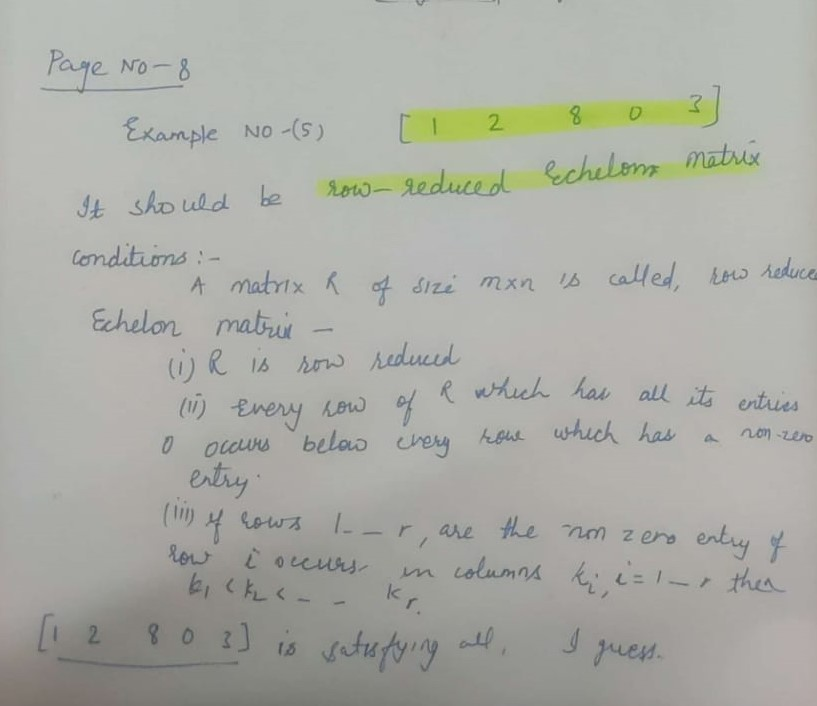 Page No-8
Example NO-(5) [1 2 8 0 3]
It should be row-reduced Echelon matrix
conditions:-
A matrix R of size mxn is called, row reduce
Echelon matrix -
(i) R is row reduced
(ii) Every row of R which has all its entries
0 occurs below every row which has a non-zero
entry.
(iii) if rows 1--r, are the non zero entry of
row i occurs in columns ki, i=1-r then
k1 < k2 < - - kr.
[1 2 8 0 3] is satisfying all. I guess.